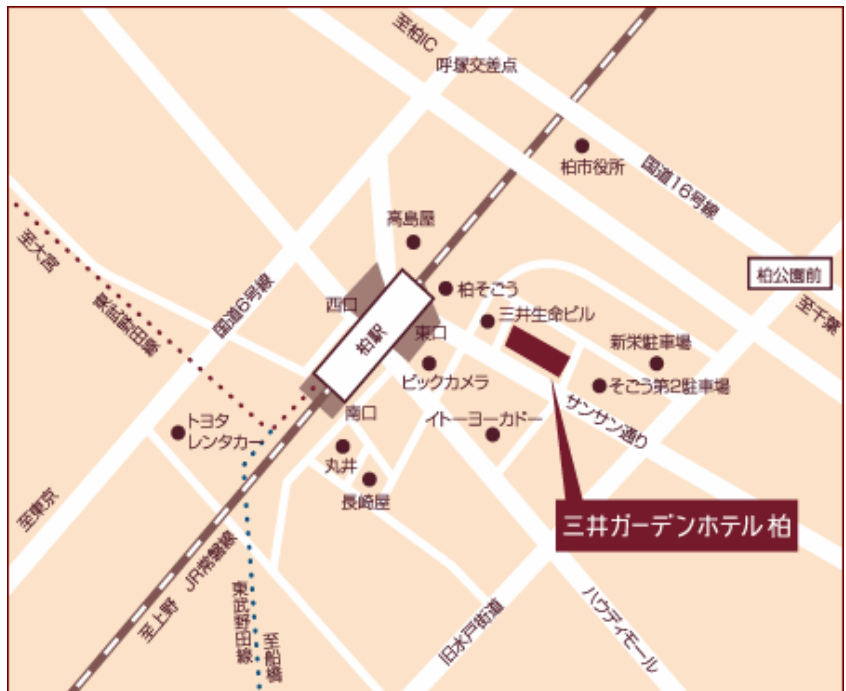 至柏IC
呼塚交差点
柏市役所
国道16号線
高島屋
至大宮
東武野田線
国道6号線
西口
柏駅
柏そごう
東口
三井生命ビル
柏公園前
至千葉
新栄駐車場
ビックカメラ
そごう第2駐車場
トヨタ
レンタカー
南口
イトーヨーカドー
サンサン通り
丸井
長崎屋
至東京
三井ガーデンホテル 柏
JR常磐線
至上野
東武野田線
至船橋
旧水戸街道
ハウディモール